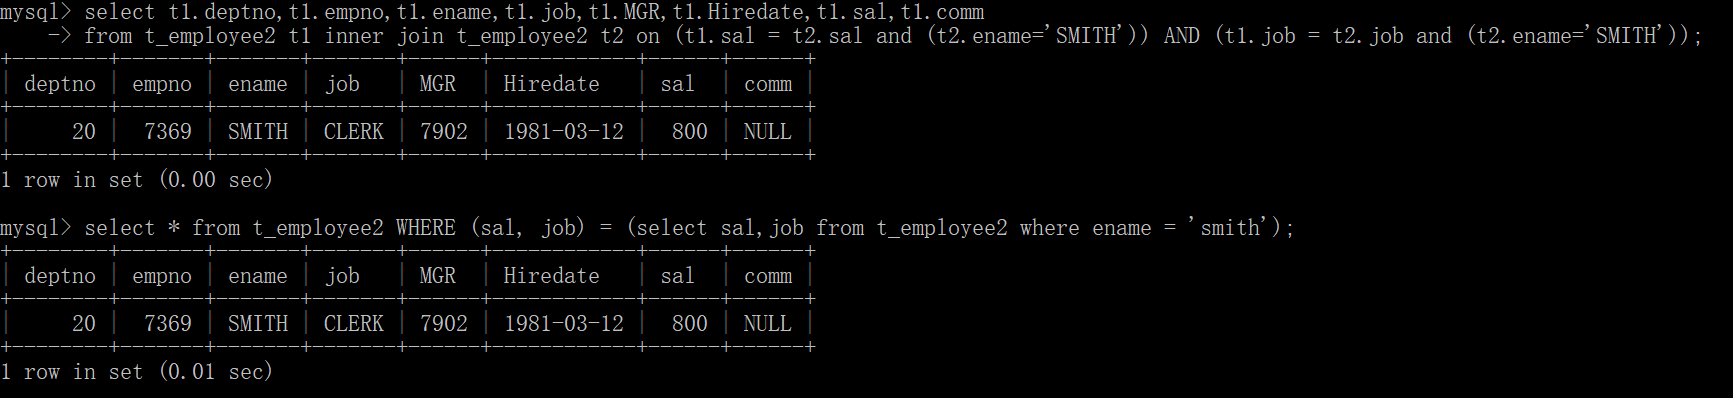 mysql> select t1.deptno,t1.empno,t1.ename,t1.job,t1.MGR,t1.Hiredate,t1.sal,t1.comm
    -> from t_employee2 t1 inner join t_employee2 t2 on (t1.sal = t2.sal and (t2.ename='SMITH')) AND (t1.job = t2.job and (t2.ename='SMITH'));
+--------+-------+-------+-------+------+------------+------+------+
| deptno | empno | ename | job   | MGR  | Hiredate   | sal  | comm |
+--------+-------+-------+-------+------+------------+------+------+
|     20 |  7369 | SMITH | CLERK | 7902 | 1981-03-12 |  800 | NULL |
+--------+-------+-------+-------+------+------------+------+------+
1 row in set (0.00 sec)
mysql> select * from t_employee2 WHERE (sal, job) = (select sal,job from t_employee2 where ename = 'smith');
+--------+-------+-------+-------+------+------------+------+------+
| deptno | empno | ename | job   | MGR  | Hiredate   | sal  | comm |
+--------+-------+-------+-------+------+------------+------+------+
|     20 |  7369 | SMITH | CLERK | 7902 | 1981-03-12 |  800 | NULL |
+--------+-------+-------+-------+------+------------+------+------+
1 row in set (0.01 sec)